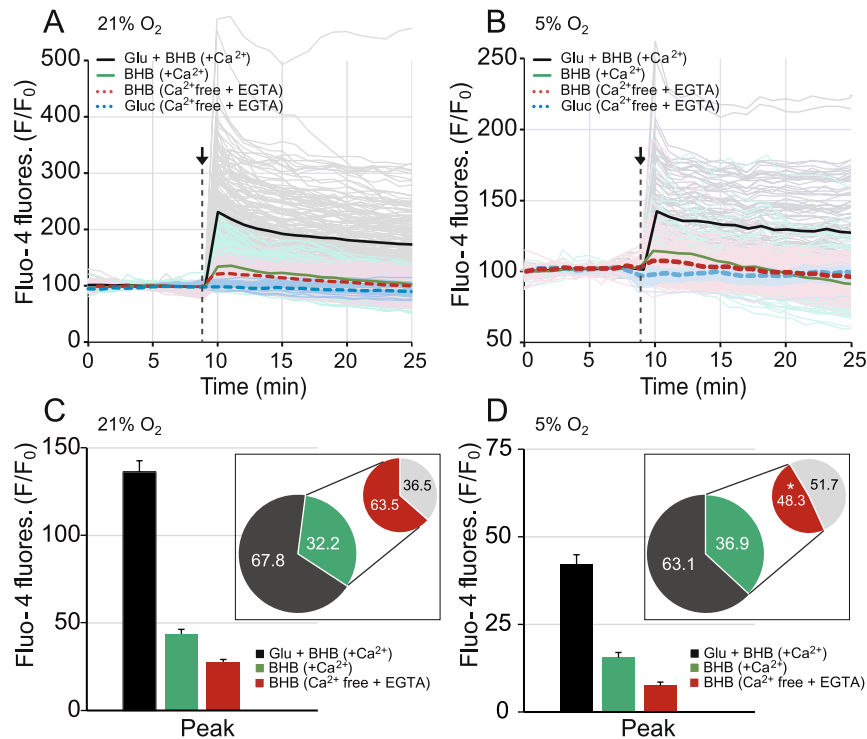 A 21% O₂
Fluo-4 fluores. (F/F₀)
500
400
300
200
100
0
Glu + BHB (+Ca²⁺)
BHB (+Ca²⁺)
BHB (Ca²⁺free + EGTA)
Gluc (Ca²⁺free + EGTA)
0 5 10 15 20 25
Time (min)
B 5% O₂
Fluo-4 fluores. (F/F₀)
250
200
150
100
50
Glu + BHB (+Ca²⁺)
BHB (+Ca²⁺)
BHB (Ca²⁺free + EGTA)
Gluc (Ca²⁺free + EGTA)
0 5 10 15 20 25
Time (min)
C 21% O₂
Fluo-4 fluores. (F/F₀)
150
100
50
0
36.5
63.5
32.2
67.8
Glu + BHB (+Ca²⁺)
BHB (+Ca²⁺)
BHB (Ca²⁺ free + EGTA)
Peak
D 5% O₂
Fluo-4 fluores. (F/F₀)
75
50
25
0
51.7
*
48.3
36.9
63.1
Glu + BHB (+Ca²⁺)
BHB (+Ca²⁺)
BHB (Ca²⁺ free + EGTA)
Peak